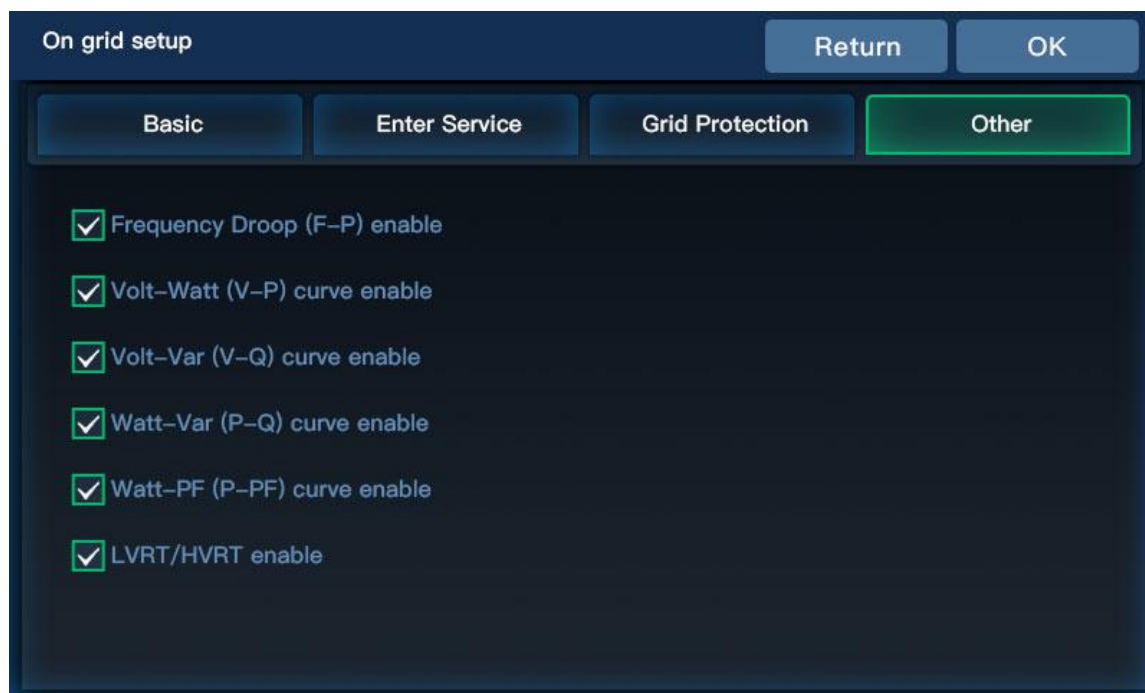 On grid setup
Return
OK
Basic
Enter Service
Grid Protection
Other
Frequency Droop (F-P) enable
Volt-Watt (V-P) curve enable
Volt-Var (V-Q) curve enable
Watt-Var (P-Q) curve enable
Watt-PF (P-PF) curve enable
LVRT/HVRT enable